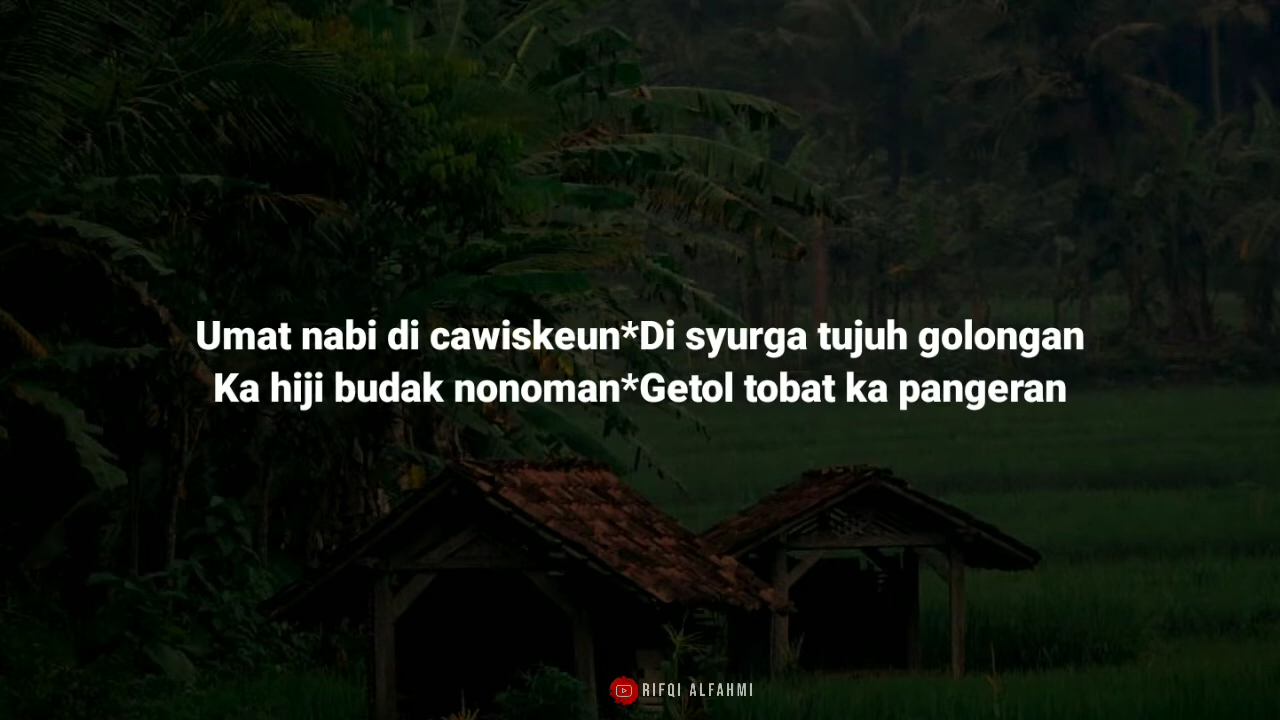 Umat nabi di cawiskeun*Di syurga tujuh golongan
Ka hiji budak nonoman*Getol tobat ka pangeran
RIFQI ALFAHMI